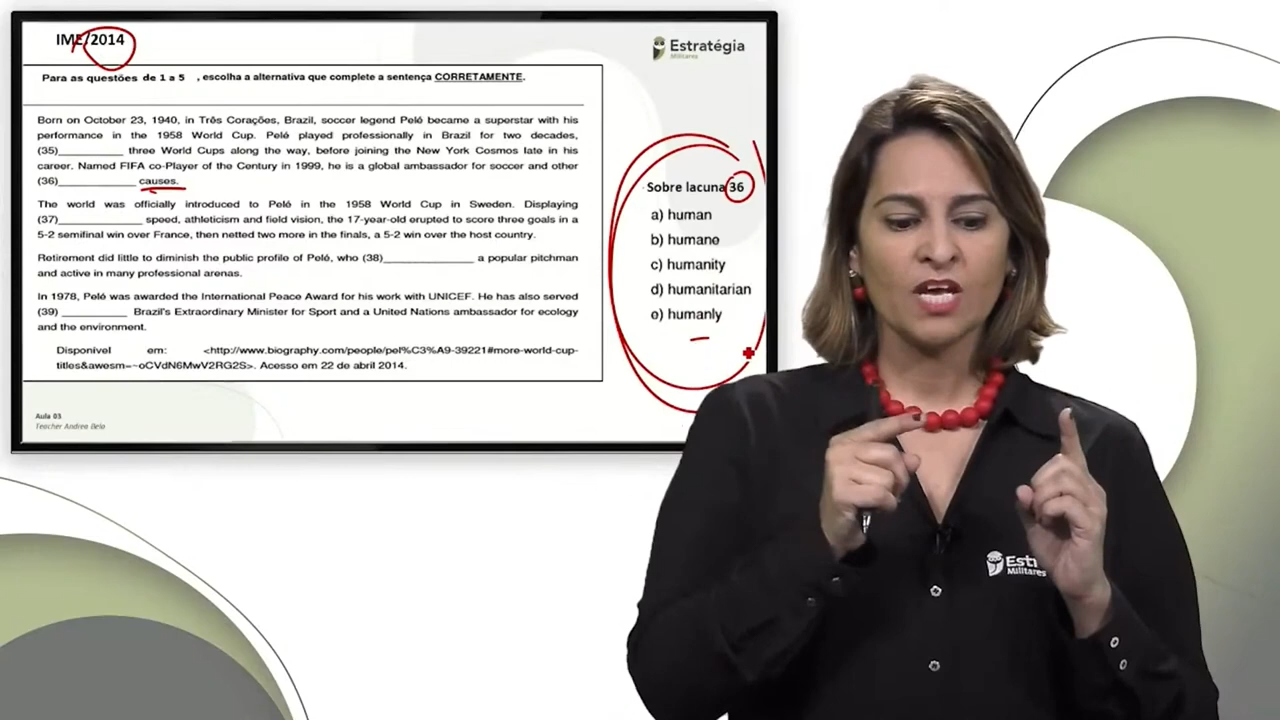 IME/2014
Estratégia
Militares
Para as questões de 1 a 5 , escolha a alternativa que complete a sentença CORRETAMENTE.
Born on October 23, 1940, in Três Corações, Brazil, soccer legend Pelé became a superstar with his
performance in the 1958 World Cup. Pelé played professionally in Brazil for two decades,
(35)__________ three World Cups along the way, before joining the New York Cosmos late in his
career. Named FIFA co-Player of the Century in 1999, he is a global ambassador for soccer and other
(36)____________ causes.
The world was officially introduced to Pelé in the 1958 World Cup in Sweden. Displaying
(37)____________ speed, athleticism and field vision, the 17-year-old erupted to score three goals in a
5-2 semifinal win over France, then netted two more in the finals, a 5-2 win over the host country.
Retirement did little to diminish the public profile of Pelé, who (38)______________ a popular pitchman
and active in many professional arenas.
In 1978, Pelé was awarded the International Peace Award for his work with UNICEF. He has also served
(39) __________ Brazil's Extraordinary Minister for Sport and a United Nations ambassador for ecology
and the environment.
Disponível em: <http://www.biography.com/people/pel%C3%A9-39221#more-world-cup-
titles&awesm=~oCVdN6MwV2RG2S>. Acesso em 22 de abril 2014.
Sobre lacuna 36
a) human
b) humane
c) humanity
d) humanitarian
e) humanly
Aula 03
Teacher Andrea Belo
Estr
Militares